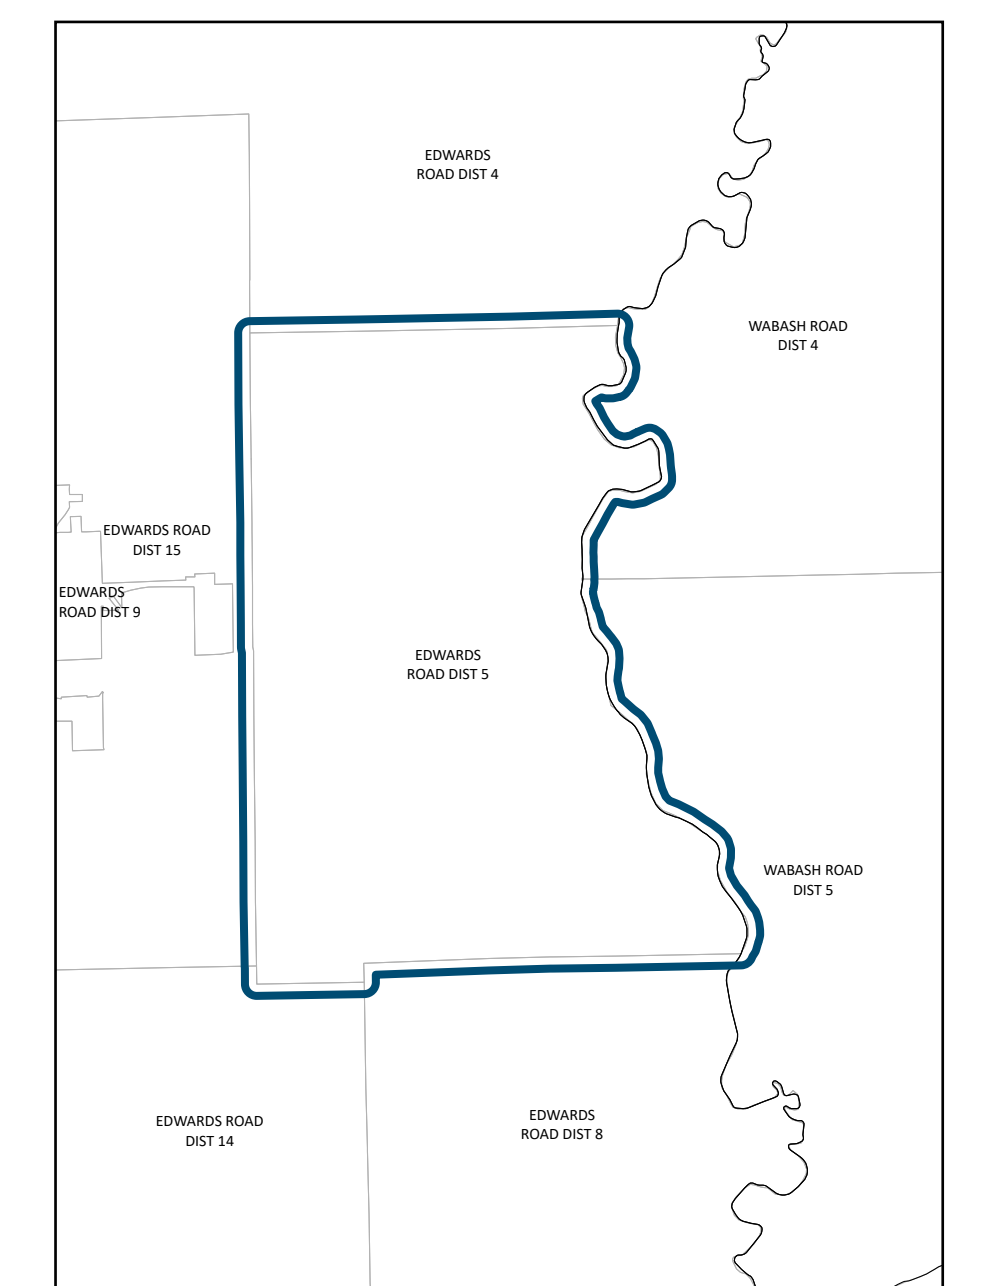 EDWARDS
ROAD DIST 4
WABASH ROAD
DIST 4
EDWARDS ROAD
DIST 15
EDWARDS
ROAD DIST 9
EDWARDS
ROAD DIST 5
WABASH ROAD
DIST 5
EDWARDS ROAD
DIST 14
EDWARDS
ROAD DIST 8